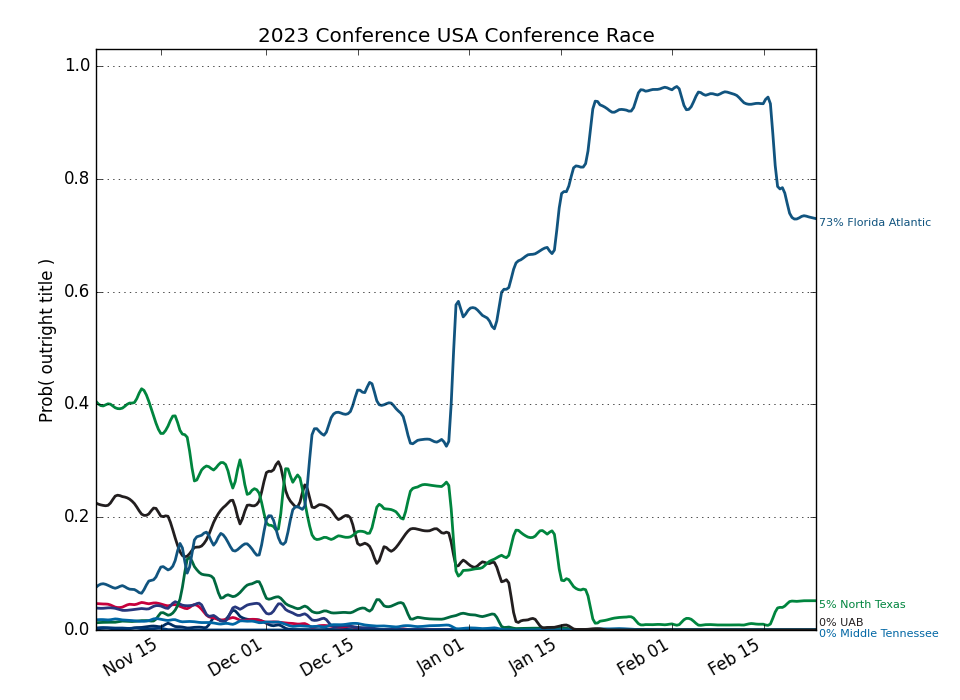 2023 Conference USA Conference Race
Prob( outright title )
1.0
0.8
0.6
0.4
0.2
0.0
73% Florida Atlantic
5% North Texas
0% UAB
0% Middle Tennessee
Nov 15
Dec 01
Dec 15
Jan 01
Jan 15
Feb 01
Feb 15